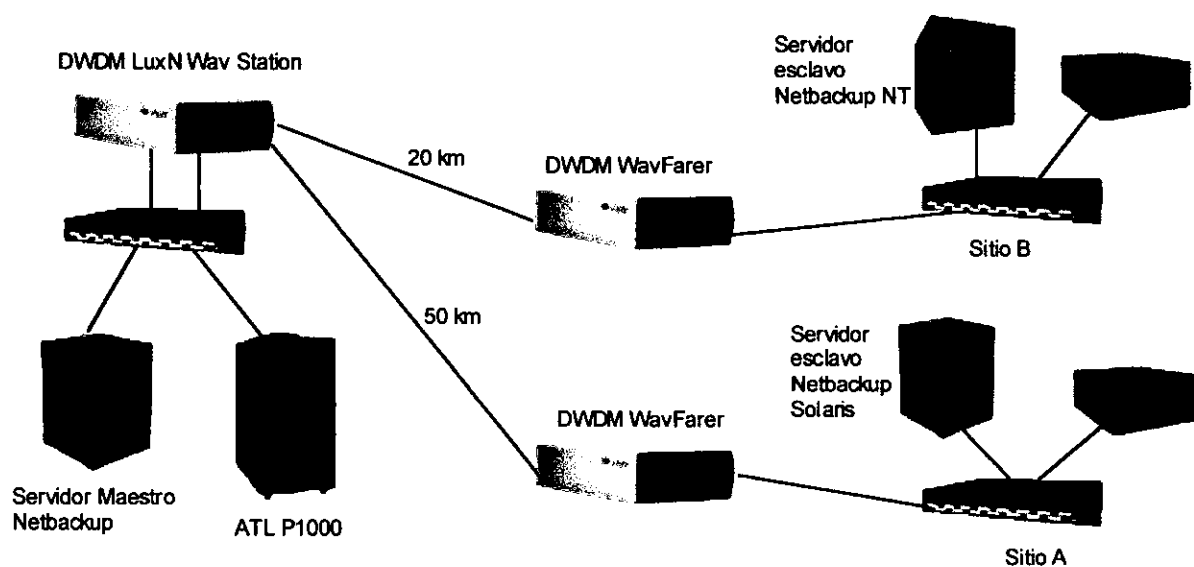 DWDM LuxN Wav Station
Servidor
esclavo
Netbackup NT
20 km
DWDM WavFarer
Sitio B
50 km
Servidor
esclavo
Netbackup
Solaris
DWDM WavFarer
Servidor Maestro
Netbackup
ATL P1000
Sitio A